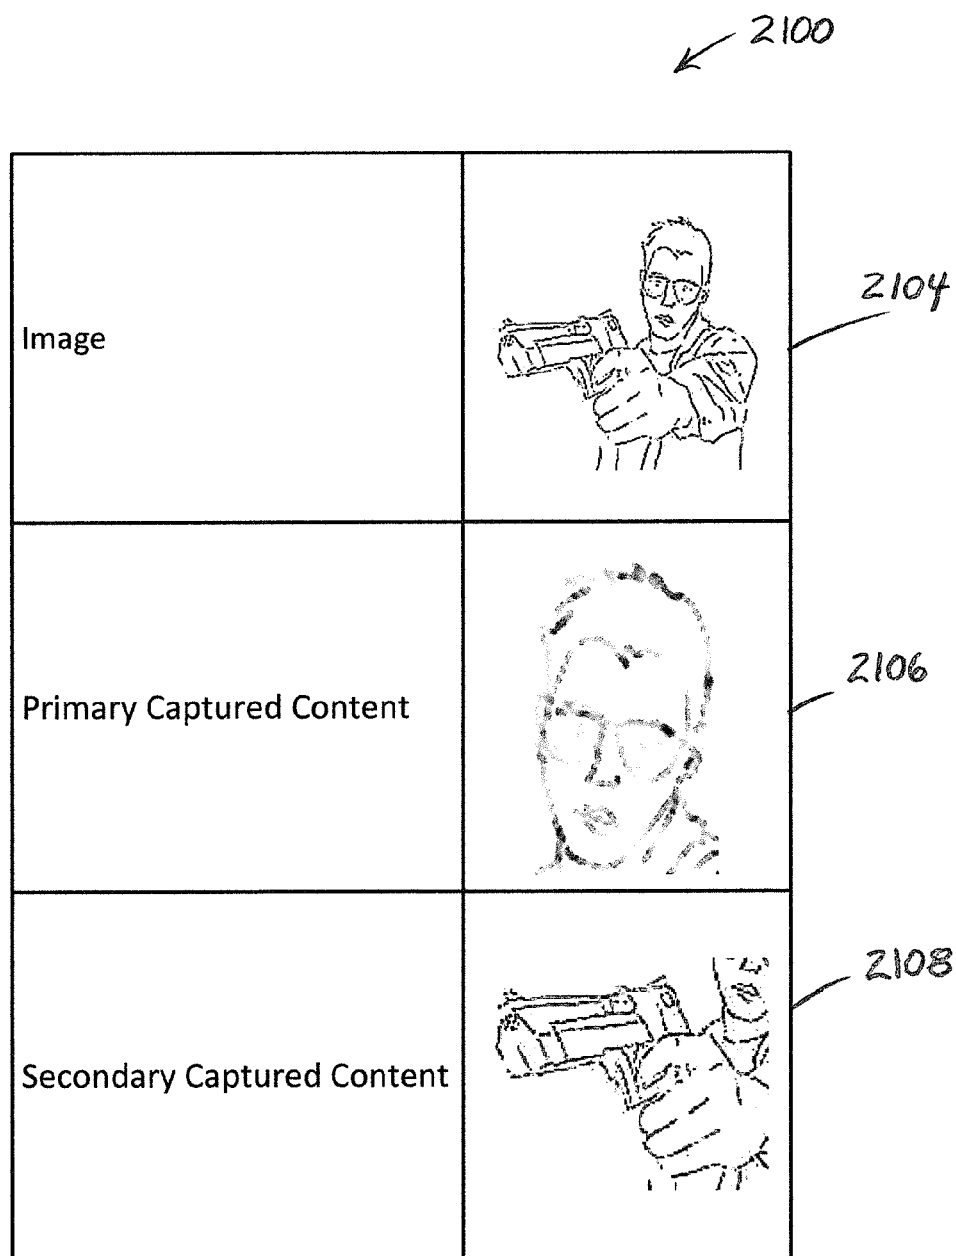 2100
Image
2104
Primary Captured Content
2106
Secondary Captured Content
2108